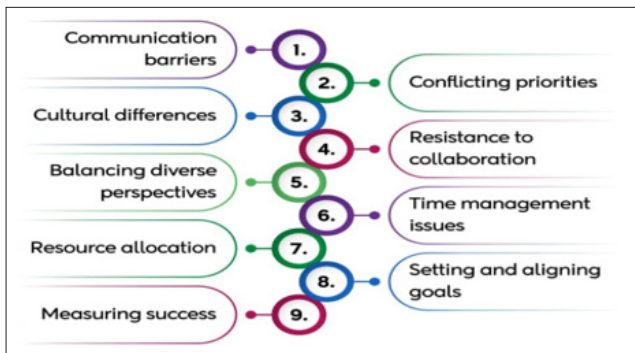 Communication
barriers
1.
2.
Conflicting priorities
Cultural differences
3.
4.
Resistance to
collaboration
Balancing diverse
perspectives
5.
6.
Time management
issues
Resource allocation
7.
8.
Setting and aligning
goals
Measuring success
9.